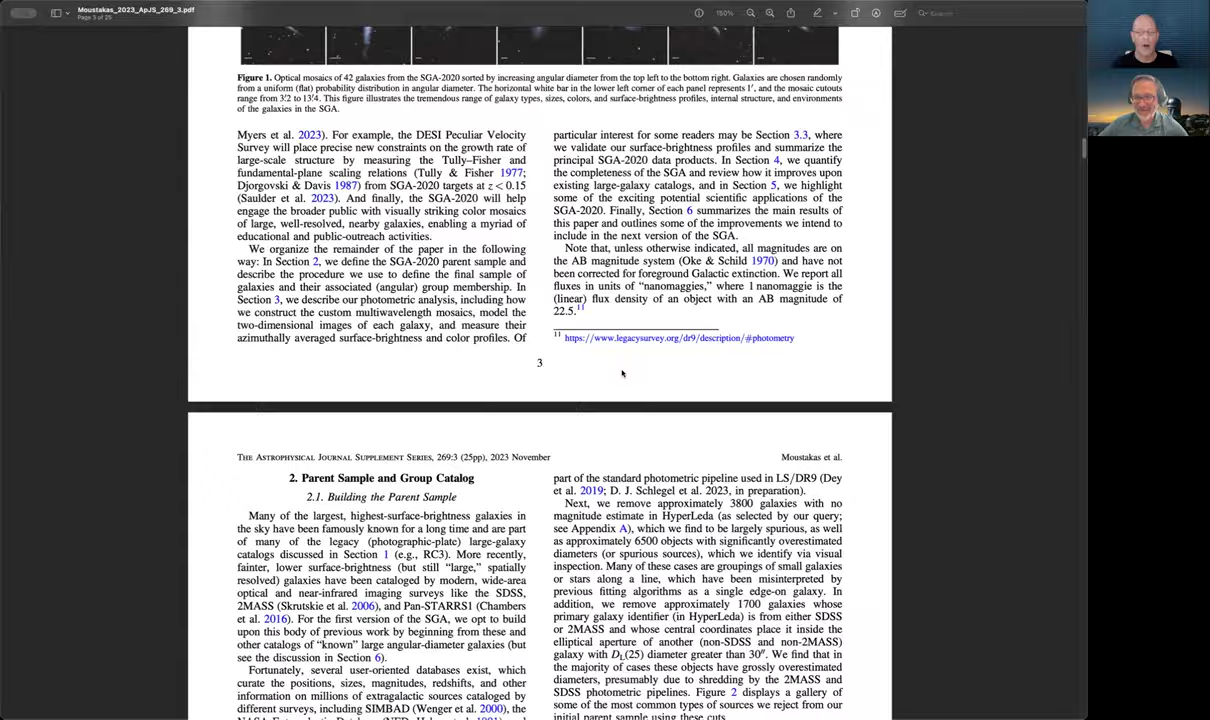 Moustakas_2023_ApJS_269_3.pdf
Page 3 of 25
150%
Search
Figure 1. Optical mosaics of 42 galaxies from the SGA-2020 sorted by increasing angular diameter from the top left to the bottom right. Galaxies are chosen randomly
from a uniform (flat) probability distribution in angular diameter. The horizontal white bar in the lower left corner of each panel represents 1′, and the mosaic cutouts
range from 3.′2 to 13.′4. This figure illustrates the tremendous range of galaxy types, sizes, colors, and surface-brightness profiles, internal structure, and environments
of the galaxies in the SGA.
Myers et al. 2023). For example, the DESI Peculiar Velocity
Survey will place precise new constraints on the growth rate of
large-scale structure by measuring the Tully–Fisher and
fundamental-plane scaling relations (Tully & Fisher 1977;
Djorgovski & Davis 1987) from SGA-2020 targets at z < 0.15
(Saulder et al. 2023). And finally, the SGA-2020 will help
engage the broader public with visually striking color mosaics
of large, well-resolved, nearby galaxies, enabling a myriad of
educational and public-outreach activities.
We organize the remainder of the paper in the following
way: In Section 2, we define the SGA-2020 parent sample and
describe the procedure we use to define the final sample of
galaxies and their associated (angular) group membership. In
Section 3, we describe our photometric analysis, including how
we construct the custom multiwavelength mosaics, model the
two-dimensional images of each galaxy, and measure their
azimuthally averaged surface-brightness and color profiles. Of
particular interest for some readers may be Section 3.3, where
we validate our surface-brightness profiles and summarize the
principal SGA-2020 data products. In Section 4, we quantify
the completeness of the SGA and review how it improves upon
existing large-galaxy catalogs, and in Section 5, we highlight
some of the exciting potential scientific applications of the
SGA-2020. Finally, Section 6 summarizes the main results of
this paper and outlines some of the improvements we intend to
include in the next version of the SGA.
Note that, unless otherwise indicated, all magnitudes are on
the AB magnitude system (Oke & Schild 1970) and have not
been corrected for foreground Galactic extinction. We report all
fluxes in units of “nanomaggies,” where 1 nanomaggie is the
(linear) flux density of an object with an AB magnitude of
22.5.11
11 https://www.legacysurvey.org/dr9/description/#photometry
3
THE ASTROPHYSICAL JOURNAL SUPPLEMENT SERIES, 269:3 (25pp), 2023 November
Moustakas et al.
2. Parent Sample and Group Catalog
2.1. Building the Parent Sample
Many of the largest, highest-surface-brightness galaxies in
the sky have been famously known for a long time and are part
of many of the legacy (photographic-plate) large-galaxy
catalogs discussed in Section 1 (e.g., RC3). More recently,
fainter, lower surface-brightness (but still “large,” spatially
resolved) galaxies have been cataloged by modern, wide-area
optical and near-infrared imaging surveys like the SDSS,
2MASS (Skrutskie et al. 2006), and Pan-STARRS1 (Chambers
et al. 2016). For the first version of the SGA, we opt to build
upon this body of previous work by beginning from these and
other catalogs of “known” large angular-diameter galaxies (but
see the discussion in Section 6).
Fortunately, several user-oriented databases exist, which
curate the positions, sizes, magnitudes, redshifts, and other
information on millions of extragalactic sources cataloged by
different surveys, including SIMBAD (Wenger et al. 2000), the
part of the standard photometric pipeline used in LS/DR9 (Dey
et al. 2019; D. J. Schlegel et al. 2023, in preparation).
Next, we remove approximately 3800 galaxies with no
magnitude estimate in HyperLeda (as selected by our query;
see Appendix A), which we find to be largely spurious, as well
as approximately 6500 objects with significantly overestimated
diameters (or spurious sources), which we identify via visual
inspection. Many of these cases are groupings of small galaxies
or stars along a line, which have been misinterpreted by
previous fitting algorithms as a single edge-on galaxy. In
addition, we remove approximately 1700 galaxies whose
primary galaxy identifier (in HyperLeda) is from either SDSS
or 2MASS and whose central coordinates place it inside the
elliptical aperture of another (non-SDSS and non-2MASS)
galaxy with DL(25) diameter greater than 30″. We find that in
the majority of cases these objects have grossly overestimated
diameters, presumably due to shredding by the 2MASS and
SDSS photometric pipelines. Figure 2 displays a gallery of
some of the most common types of sources we reject from our
initial parent sample using these cuts.